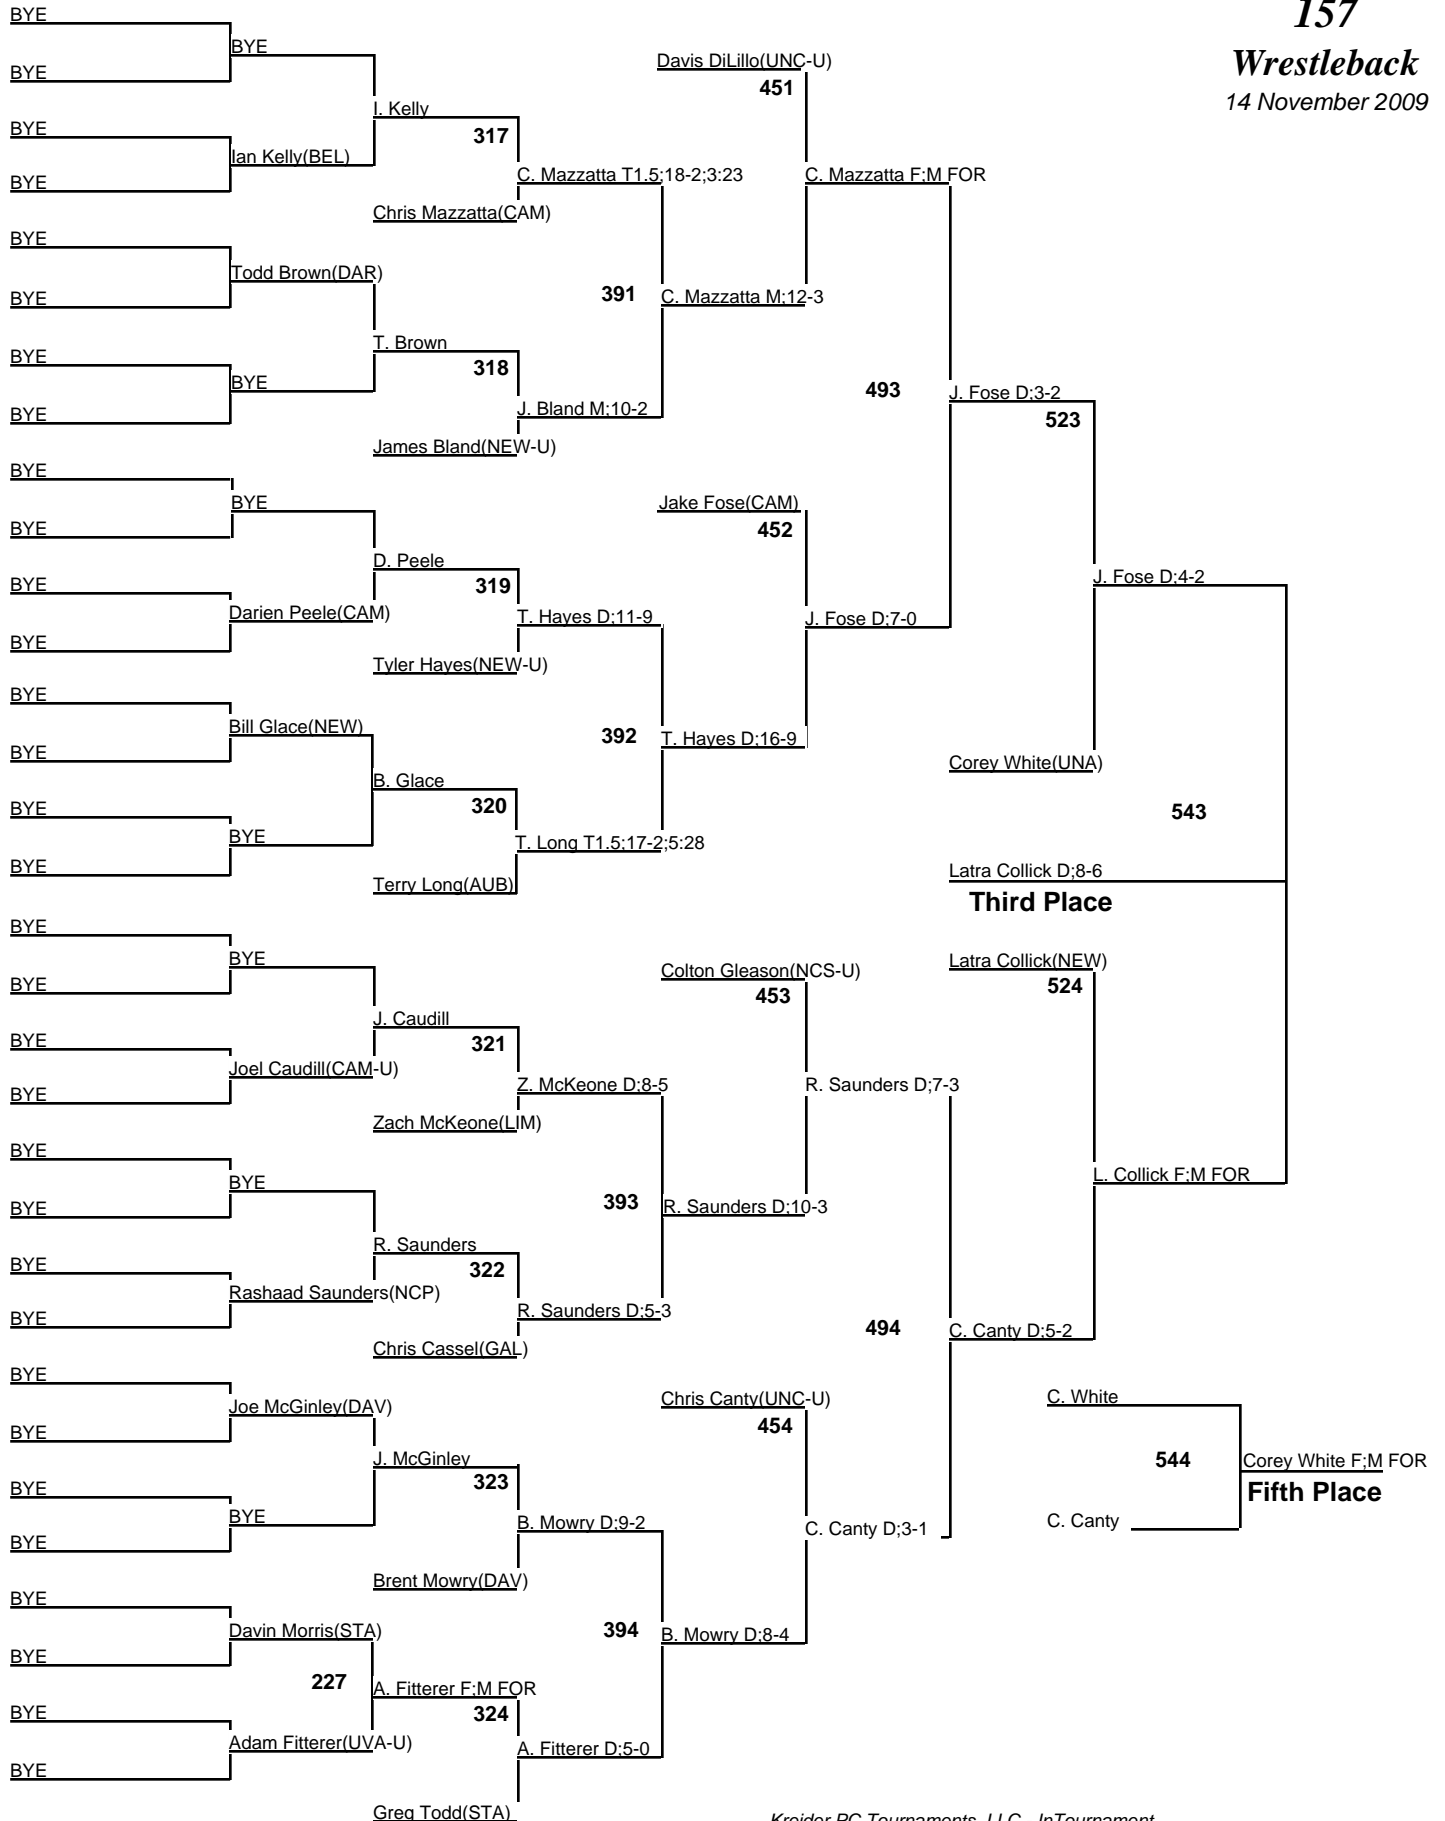 157
Wrestleback
14 November 2009
BYE
BYE
BYE
Davis DiLillo(UNC-U)
451
I. Kelly
317
BYE
Ian Kelly(BEL)
C. Mazzatta T1.5;18-2;3:23
C. Mazzatta F;M FOR
BYE
Chris Mazzatta(CAM)
BYE
Todd Brown(DAR)
391
C. Mazzatta M;12-3
BYE
T. Brown
318
BYE
BYE
493
J. Fose D;3-2
523
J. Bland M;10-2
BYE
James Bland(NEW-U)
BYE
BYE
Jake Fose(CAM)
452
BYE
D. Peele
319
J. Fose D;4-2
BYE
Darien Peele(CAM)
T. Hayes D;11-9
J. Fose D;7-0
BYE
Tyler Hayes(NEW-U)
BYE
Bill Glace(NEW)
392
T. Hayes D;16-9
BYE
Corey White(UNA)
B. Glace
320
543
BYE
BYE
T. Long T1.5;17-2;5:28
BYE
Latra Collick D;8-6
Terry Long(AUB)
Third Place
BYE
BYE
Colton Gleason(NCS-U)
Latra Collick(NEW)
BYE
453
524
J. Caudill
321
BYE
Joel Caudill(CAM-U)
Z. McKeone D;8-5
R. Saunders D;7-3
BYE
Zach McKeone(LIM)
BYE
BYE
L. Collick F;M FOR
BYE
393
R. Saunders D;10-3
R. Saunders
322
BYE
Rashaad Saunders(NCP)
R. Saunders D;5-3
BYE
494
C. Canty D;5-2
Chris Cassel(GAL)
BYE
Joe McGinley(DAV)
Chris Canty(UNC-U)
C. White
BYE
454
J. McGinley
323
544
Corey White F;M FOR
BYE
Fifth Place
BYE
B. Mowry D;9-2
C. Canty D;3-1
C. Canty
BYE
Brent Mowry(DAV)
BYE
Davin Morris(STA)
394
B. Mowry D;8-4
BYE
227
A. Fitterer F;M FOR
324
BYE
Adam Fitterer(UVA-U)
A. Fitterer D;5-0
BYE
Greg Todd(STA)
Kreider PC Tournaments, LLC - InTournament